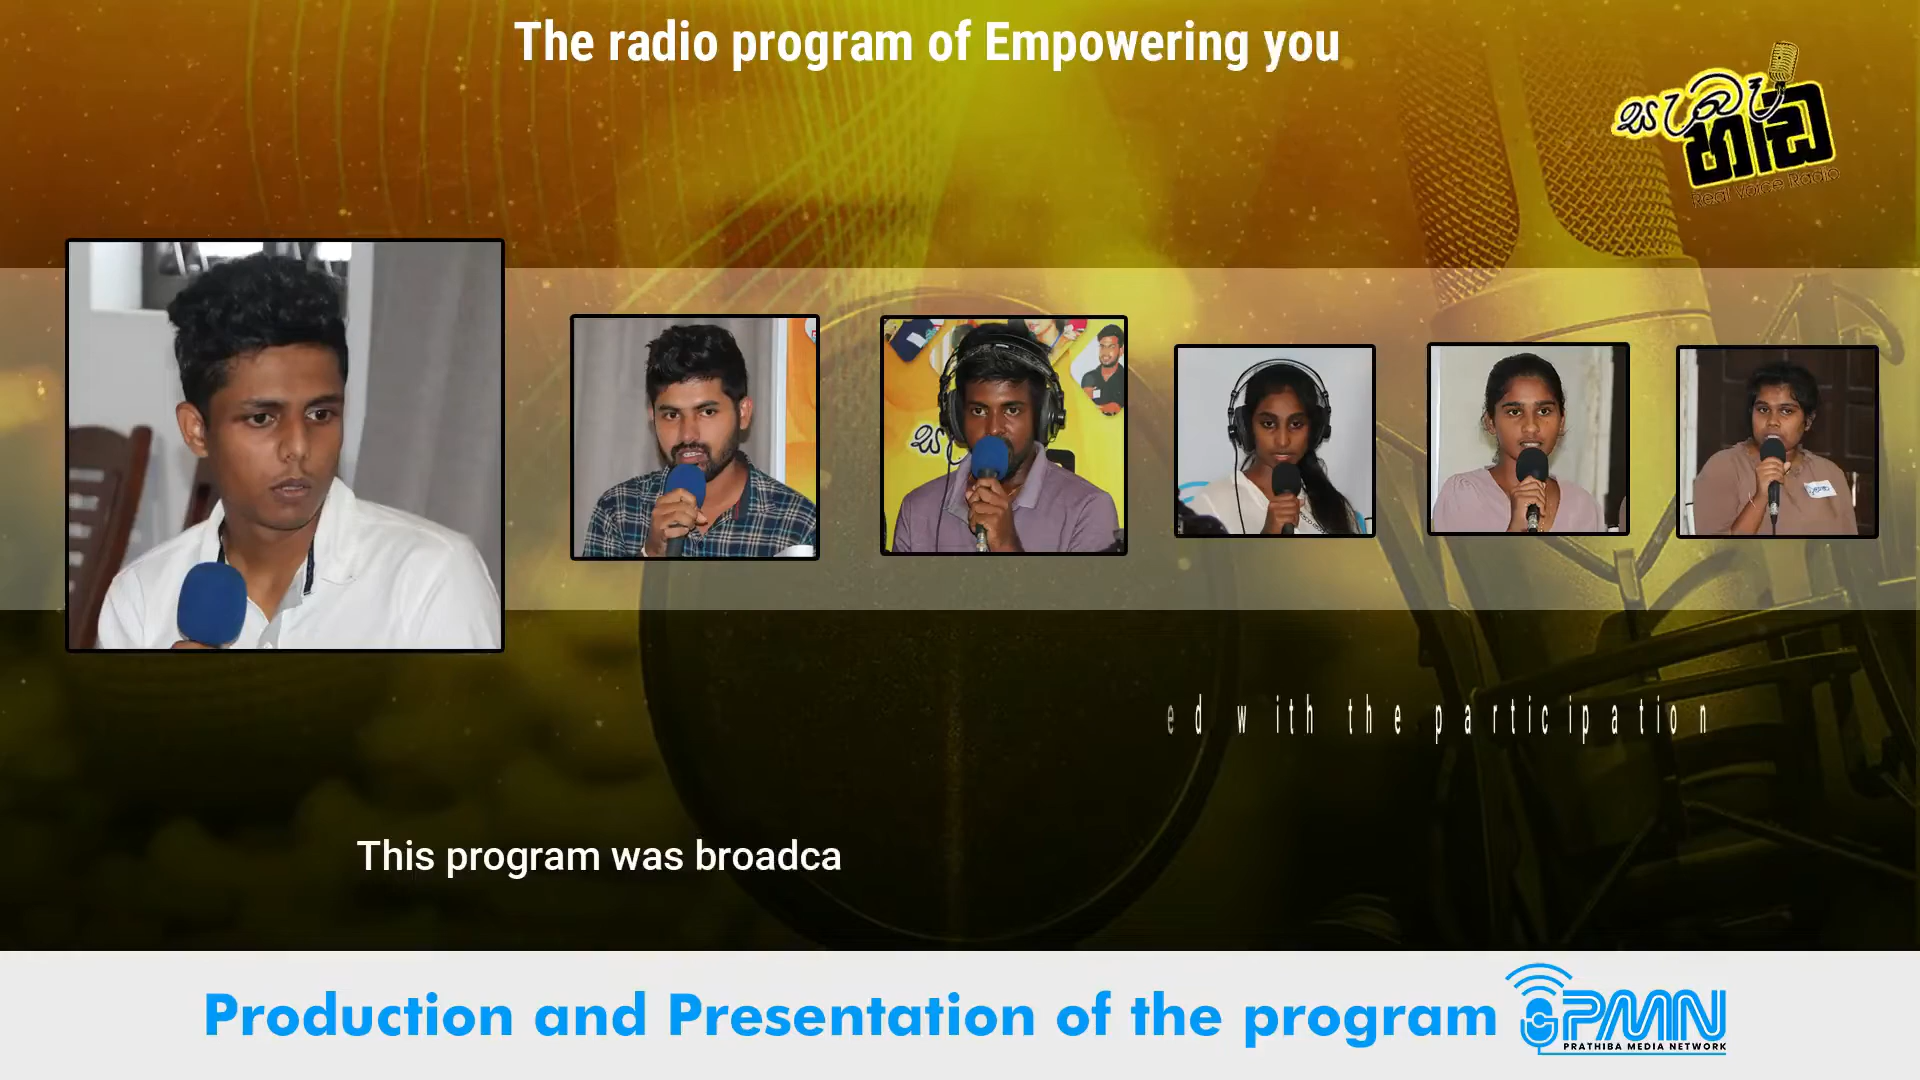 The radio program of Empowering you
සැබෑ
හඬ
Real Voice Radio
ed with the participation
This program was broadca
Production and Presentation of the program
PMN
PRATHIBA MEDIA NETWORK